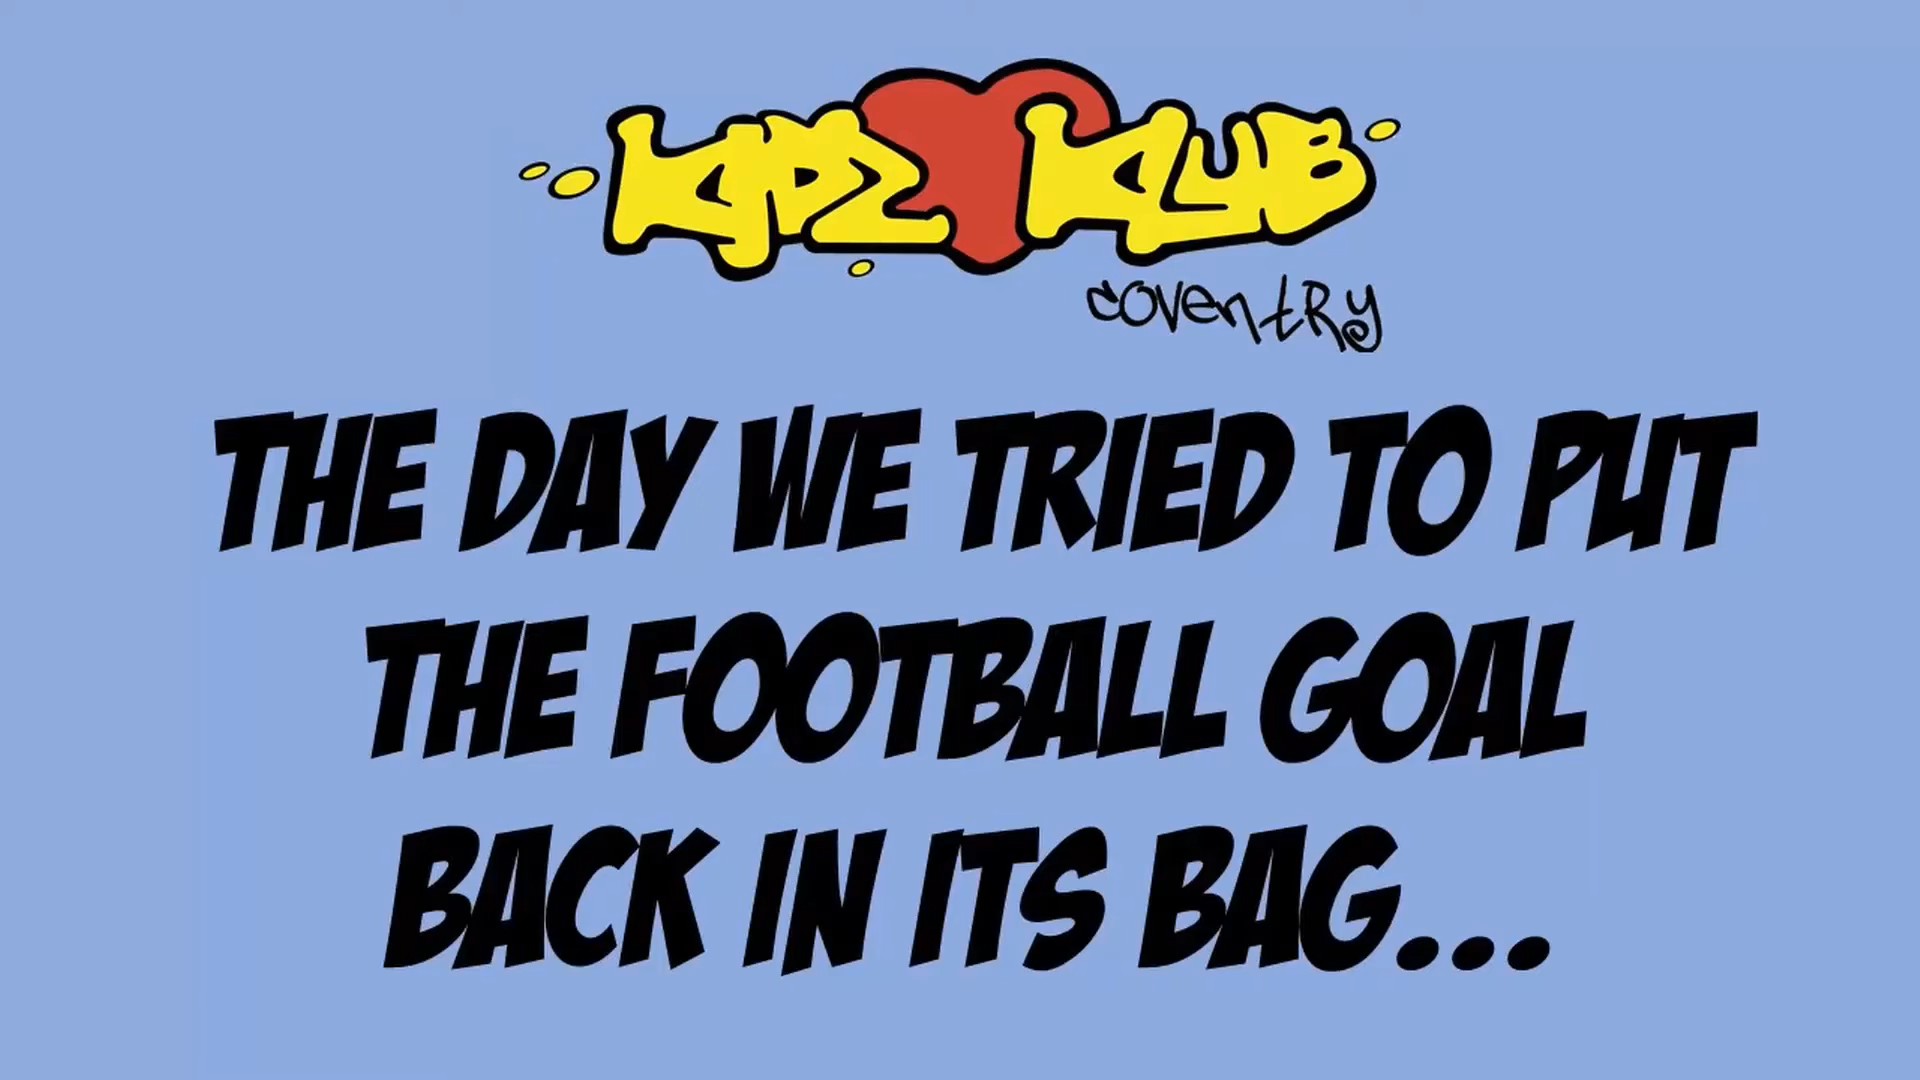 KIDZ KLUB
coventRy
THE DAY WE TRIED TO PUT
THE FOOTBALL GOAL
BACK IN ITS BAG...